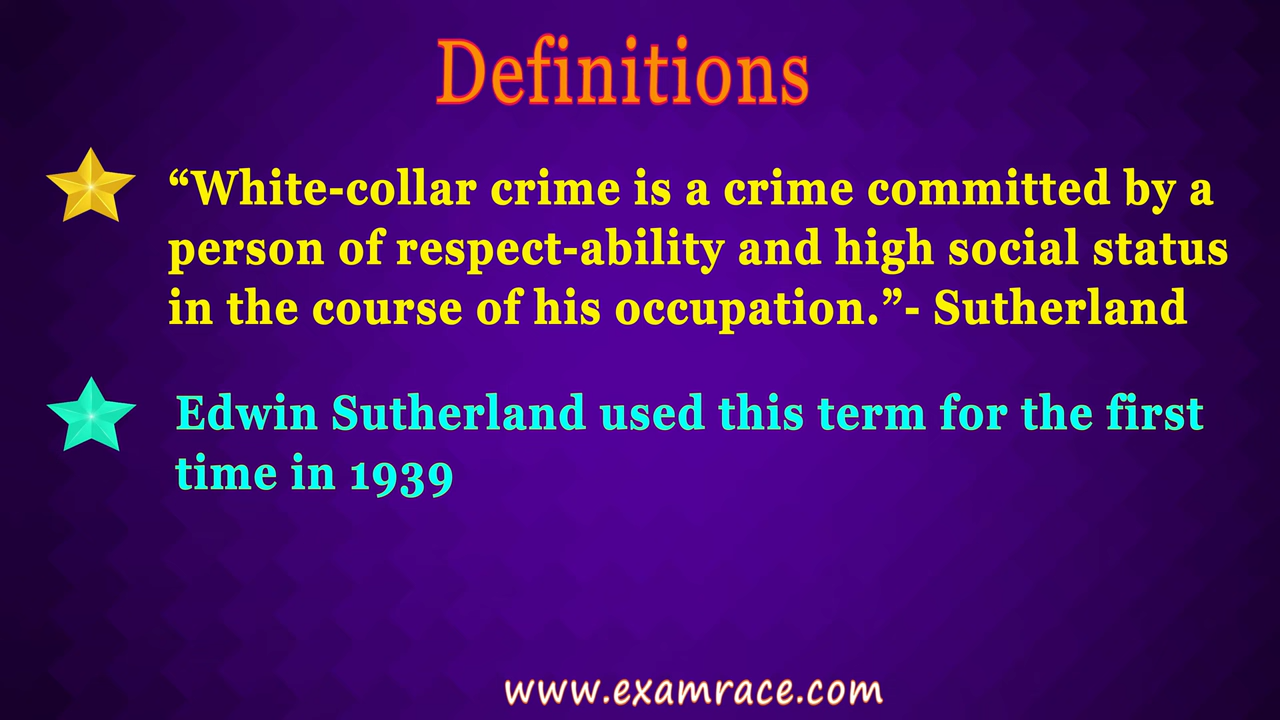 Definitions
“White-collar crime is a crime committed by a
person of respect-ability and high social status
in the course of his occupation.”- Sutherland
Edwin Sutherland used this term for the first
time in 1939
www.examrace.com